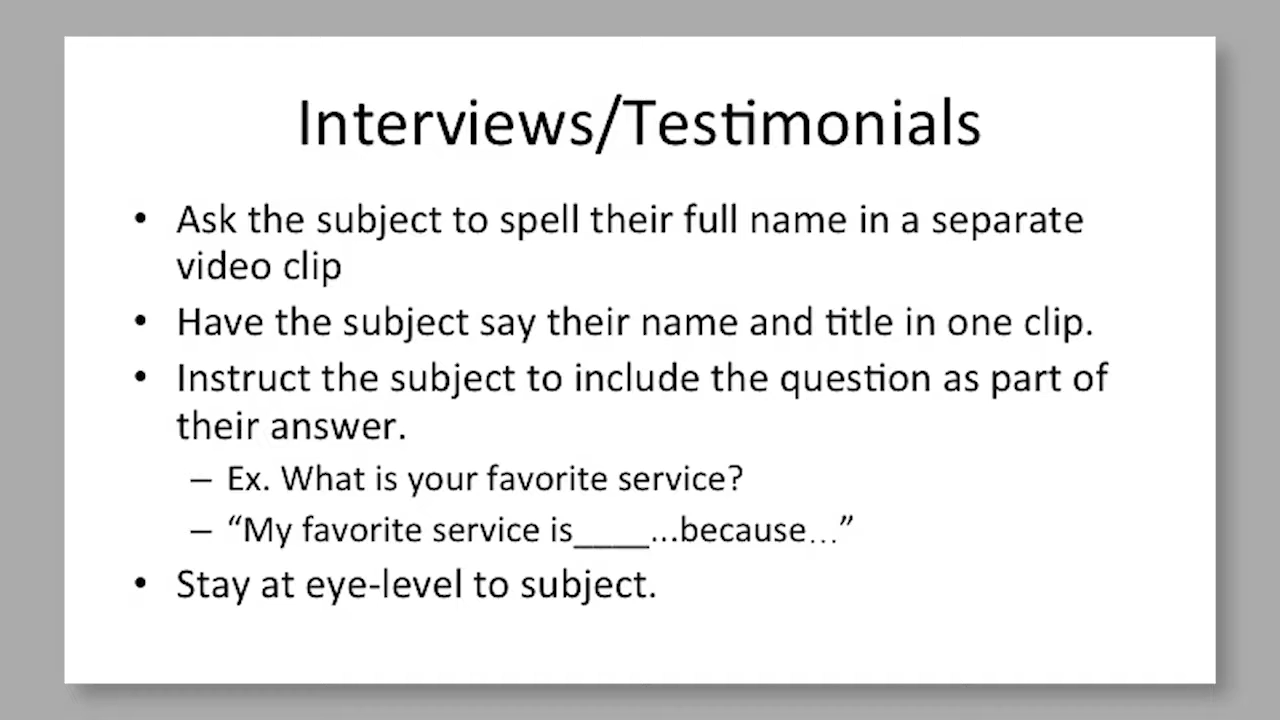 Interviews/Testimonials
• Ask the subject to spell their full name in a separate
video clip
• Have the subject say their name and title in one clip.
• Instruct the subject to include the question as part of
their answer.
– Ex. What is your favorite service?
– “My favorite service is____...because...”
• Stay at eye-level to subject.